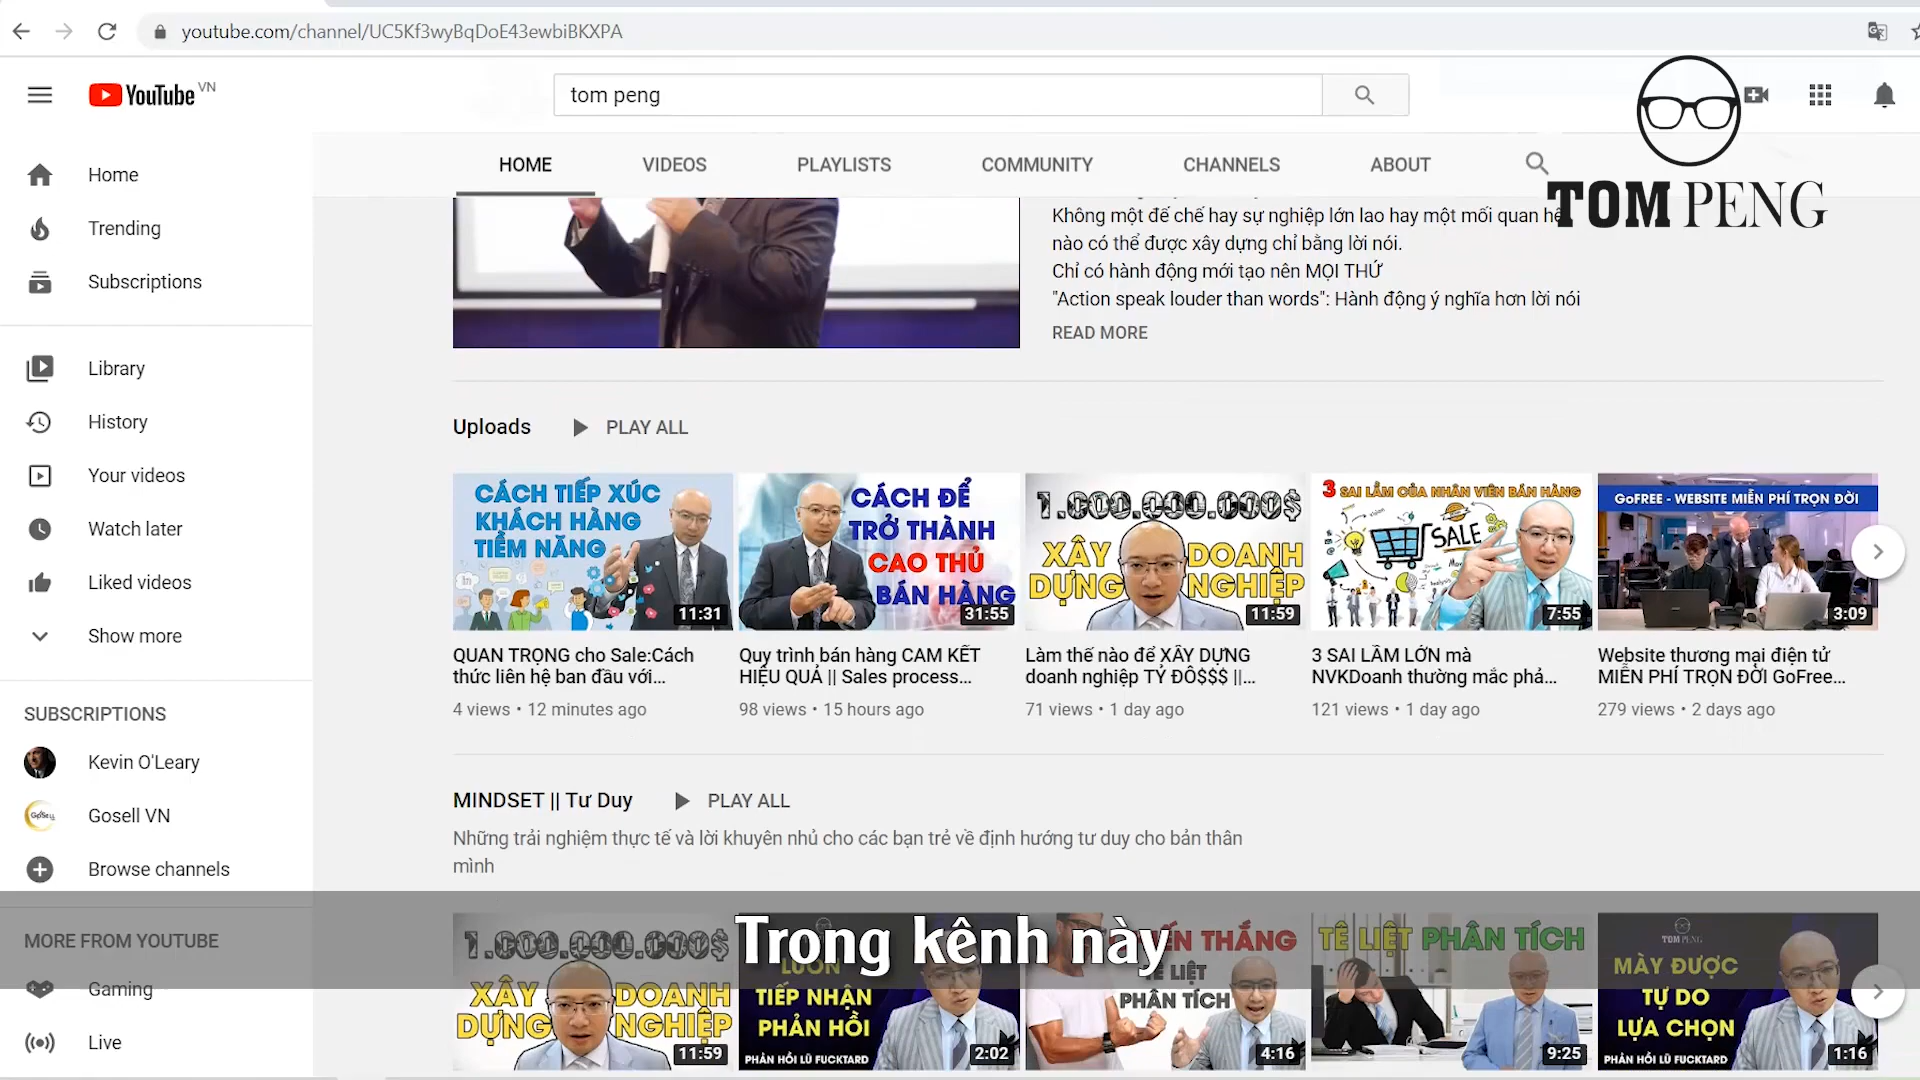 youtube.com/channel/UC5Kf3wyBqDoE43ewbiBKXPA
YouTube VN
tom peng
TOM PENG
HOME
VIDEOS
PLAYLISTS
COMMUNITY
CHANNELS
ABOUT
Home
Trending
Subscriptions
Library
History
Your videos
Watch later
Liked videos
Show more
SUBSCRIPTIONS
Kevin O'Leary
Gosell VN
Browse channels
MORE FROM YOUTUBE
Gaming
Live
Không một đế chế hay sự nghiệp lớn lao hay một mối quan hệ
nào có thể được xây dựng chỉ bằng lời nói.
Chỉ có hành động mới tạo nên MỌI THỨ
"Action speak louder than words": Hành động ý nghĩa hơn lời nói
READ MORE
Uploads
PLAY ALL
CÁCH TIẾP XÚC
KHÁCH HÀNG
TIỀM NĂNG
11:31
QUAN TRỌNG cho Sale:Cách
thức liên hệ ban đầu với...
4 views • 12 minutes ago
CÁCH ĐỂ
TRỞ THÀNH
CAO THỦ
BÁN HÀNG
31:55
Quy trình bán hàng CAM KẾT
HIỆU QUẢ || Sales process...
98 views • 15 hours ago
1.000.000.000$
XÂY DOANH
DỰNG NGHIỆP
11:59
Làm thế nào để XÂY DỰNG
doanh nghiệp TỶ ĐÔ$$$ ||...
71 views • 1 day ago
3 SAI LẦM CỦA NHÂN VIÊN BÁN HÀNG
SALE
7:55
3 SAI LẦM LỚN mà
NVKDoanh thường mắc phả...
121 views • 1 day ago
GoFREE - WEBSITE MIỄN PHÍ TRỌN ĐỜI
3:09
Website thương mại điện tử
MIỄN PHÍ TRỌN ĐỜI GoFree...
279 views • 2 days ago
MINDSET || Tư Duy
PLAY ALL
Những trải nghiệm thực tế và lời khuyên nhủ cho các bạn trẻ về định hướng tư duy cho bản thân
mình
Trong kênh này
1.000.000.000$
XÂY DOANH
DỰNG NGHIỆP
11:59
LUÔN
TIẾP NHẬN
PHẢN HỒI
PHẢN HỒI LŨ FUCKTARD
2:02
THẮNG
TÊ LIỆT
PHÂN TÍCH
4:16
TÊ LIỆT PHÂN TÍCH
9:25
TOM PENG
MÀY ĐƯỢC
TỰ DO
LỰA CHỌN
PHẢN HỒI LŨ FUCKTARD
1:16